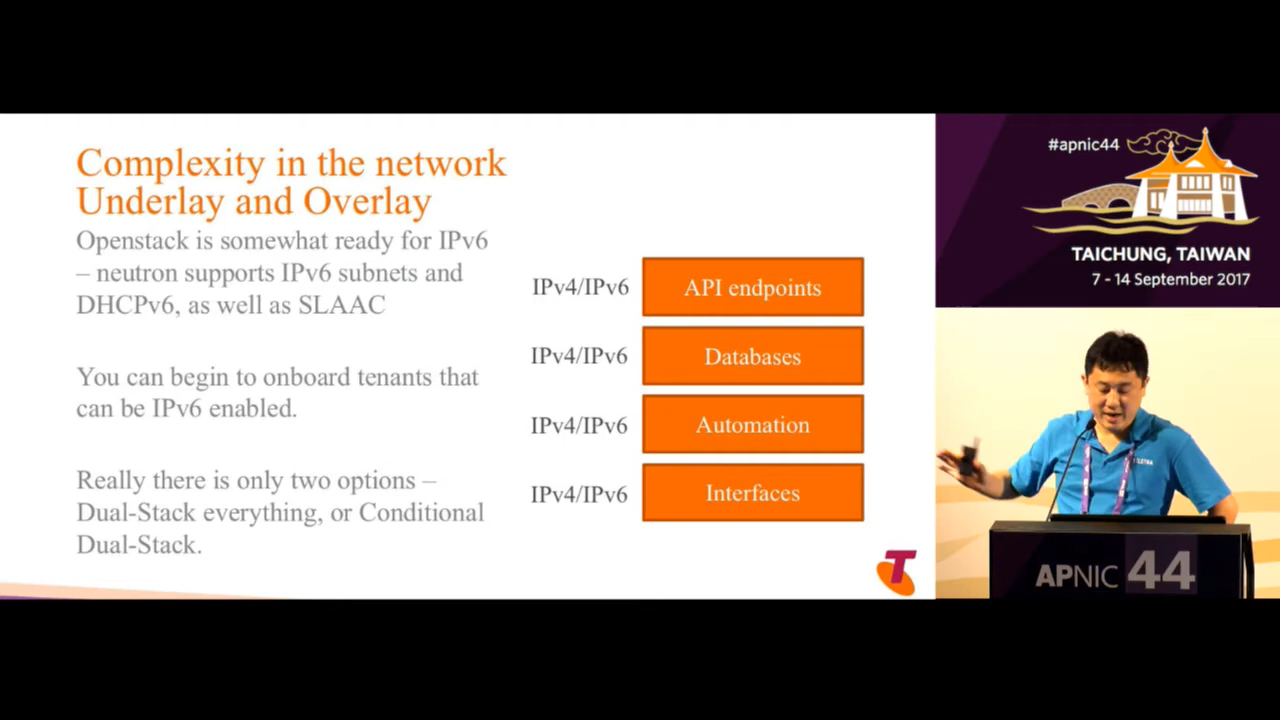 Complexity in the network
Underlay and Overlay
Openstack is somewhat ready for IPv6
– neutron supports IPv6 subnets and
DHCPv6, as well as SLAAC
You can begin to onboard tenants that
can be IPv6 enabled.
Really there is only two options –
Dual-Stack everything, or Conditional
Dual-Stack.
IPv4/IPv6 API endpoints
IPv4/IPv6 Databases
IPv4/IPv6 Automation
IPv4/IPv6 Interfaces
T
#apnic44
TAICHUNG, TAIWAN
7 - 14 September 2017
APNIC 44